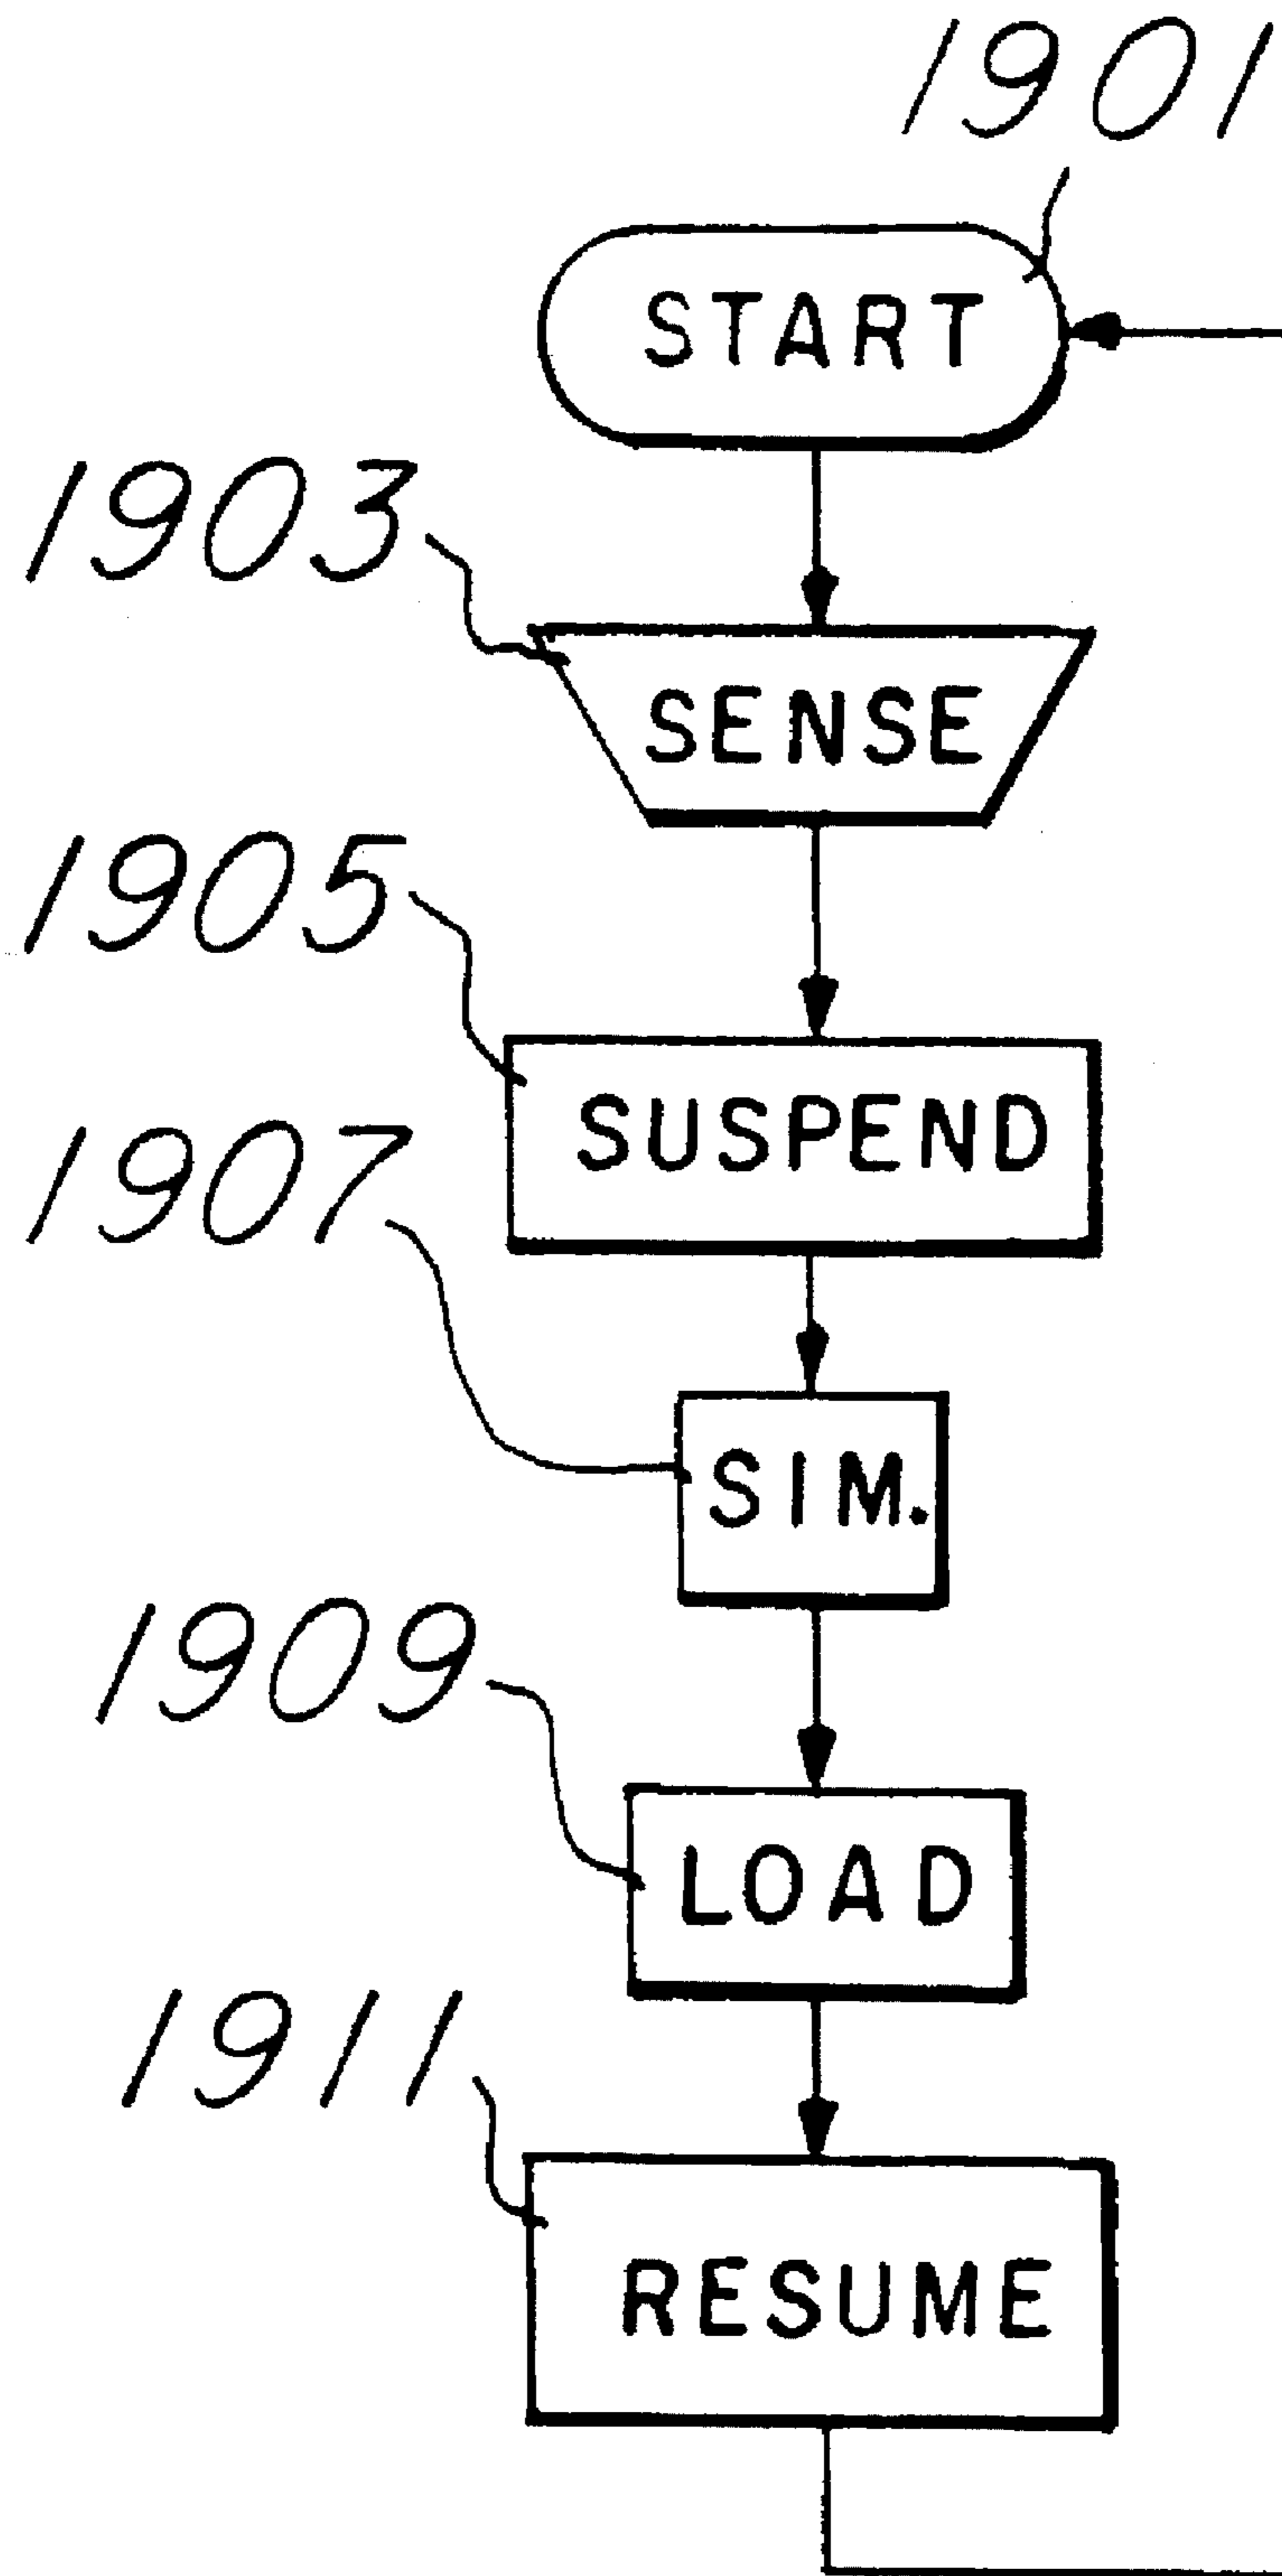 1901
START
1903
SENSE
1905
SUSPEND
1907
SIM.
1909
LOAD
1911
RESUME